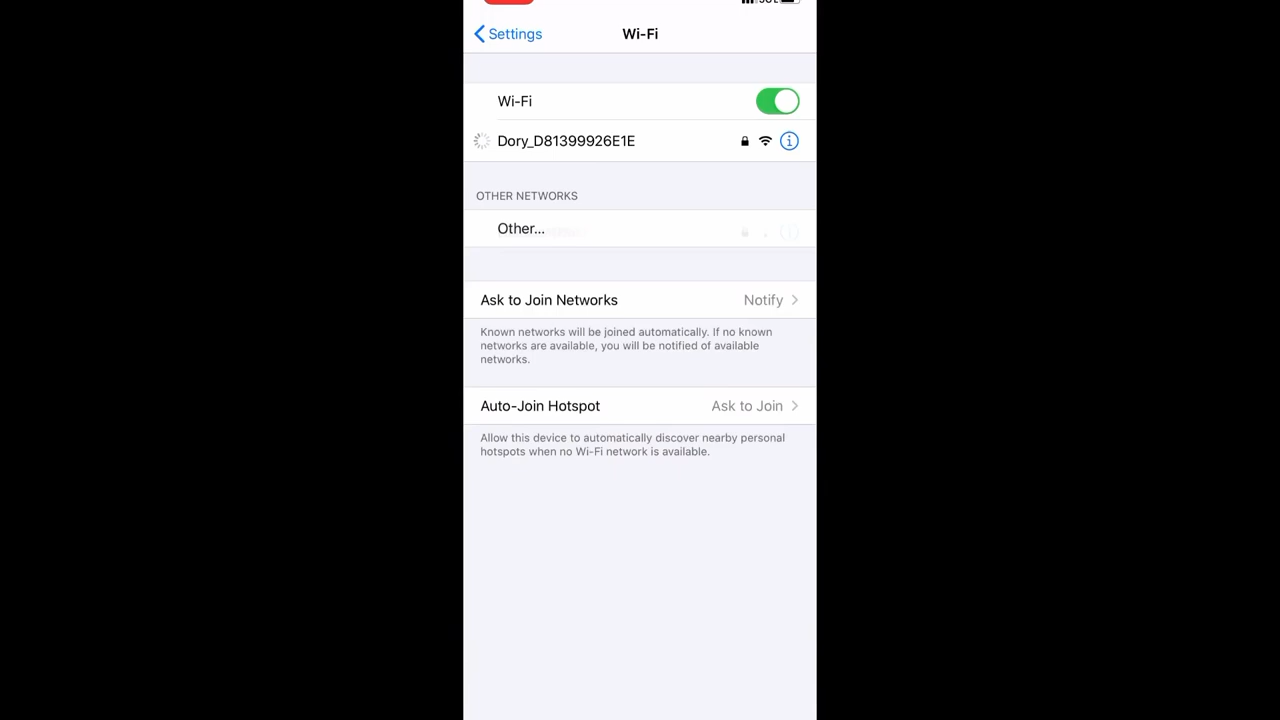 Settings
Wi-Fi
Wi-Fi
Dory_D81399926E1E
OTHER NETWORKS
Other...
Ask to Join Networks
Notify
Known networks will be joined automatically. If no known
networks are available, you will be notified of available
networks.
Auto-Join Hotspot
Ask to Join
Allow this device to automatically discover nearby personal
hotspots when no Wi-Fi network is available.